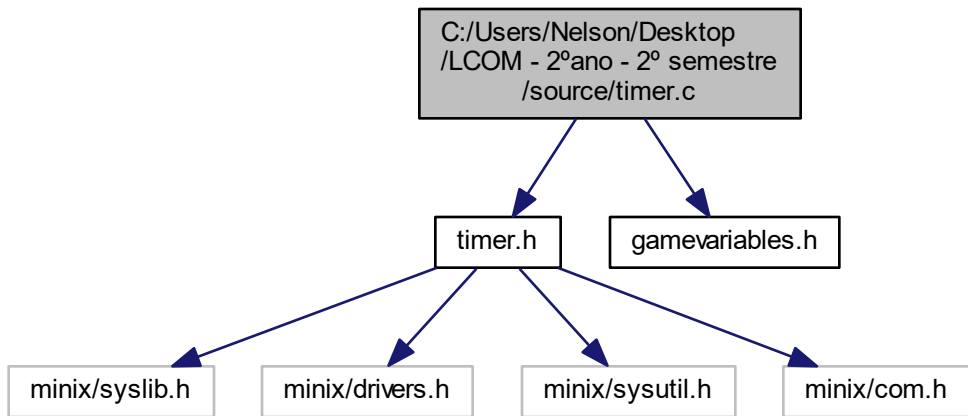 C:/Users/Nelson/Desktop
/LCOM - 2ºano - 2º semestre
/source/timer.c
timer.h
gamevariables.h
minix/syslib.h
minix/drivers.h
minix/sysutil.h
minix/com.h